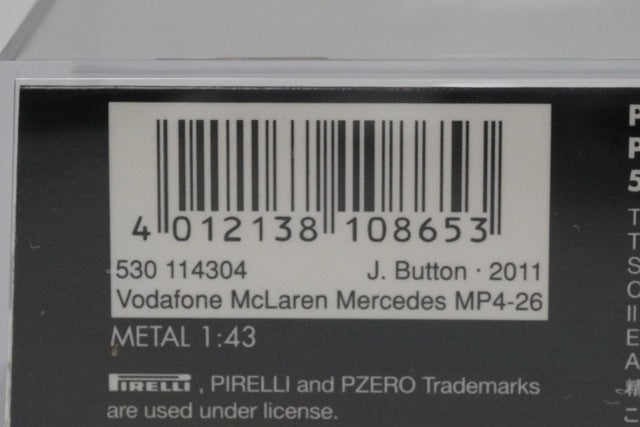 4 012138 108653
530 114304 J. Button · 2011
Vodafone McLaren Mercedes MP4-26
METAL 1:43
PIRELLI , PIRELLI and PZERO Trademarks
are used under license.